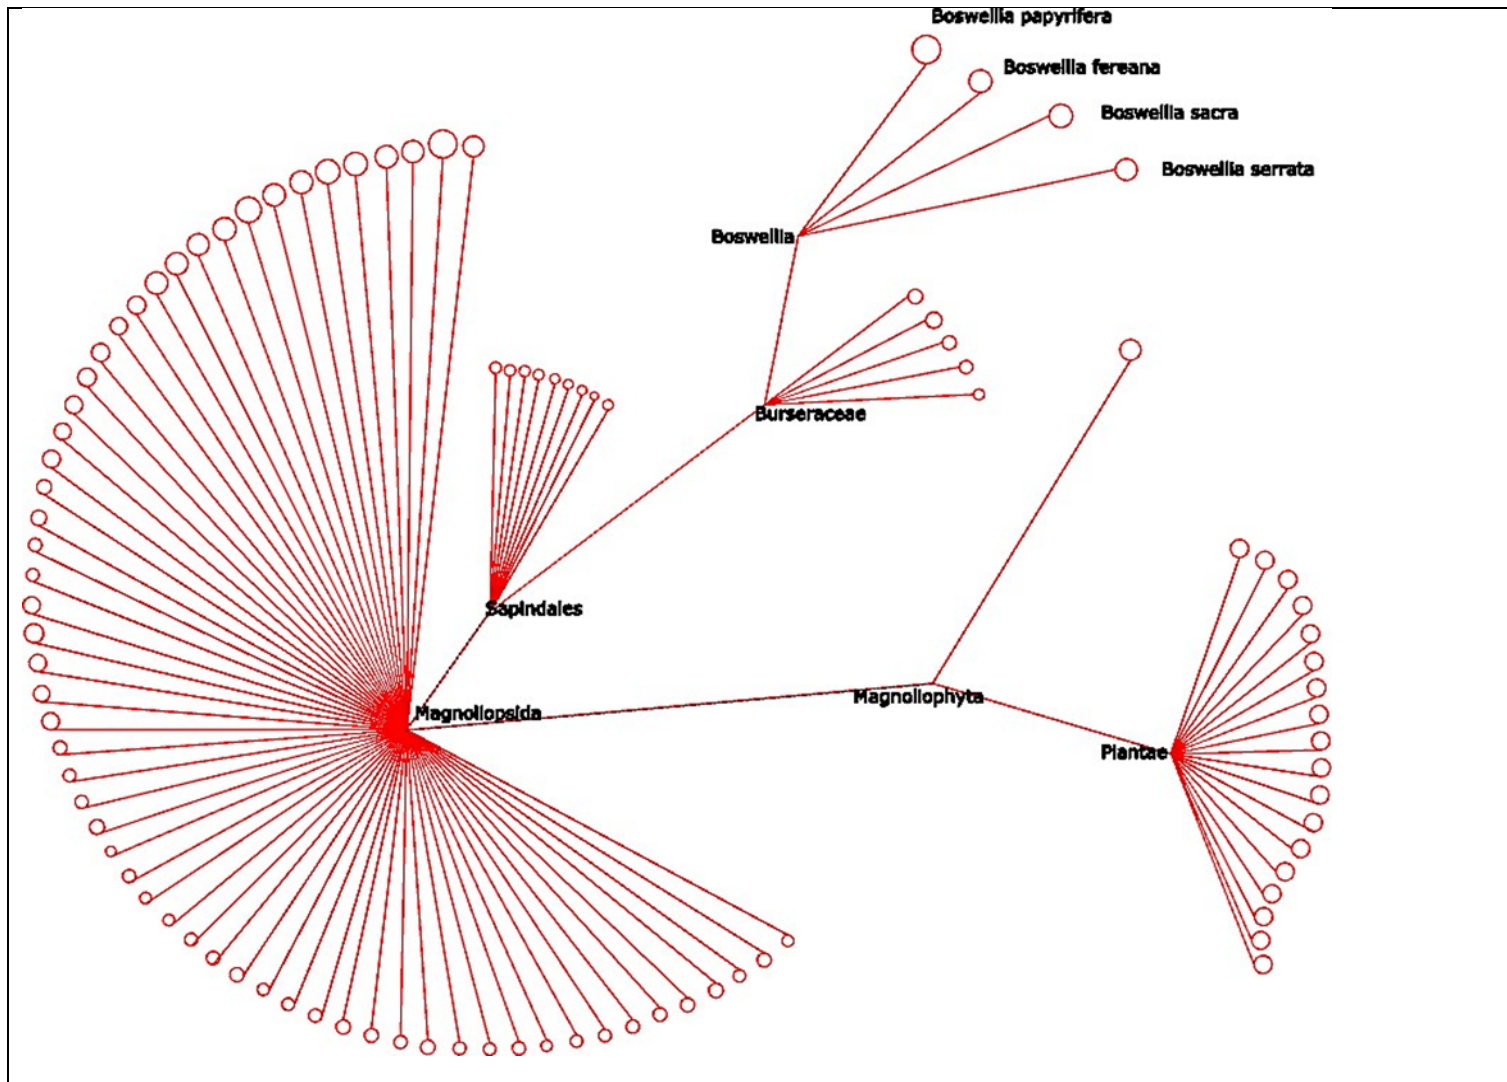 Boswellia papyrifera
Boswellia fereana
Boswellia sacra
Boswellia serrata
Boswellia
Burseraceae
Sapindales
Magnoliopsida
Magnoliophyta
Plantae